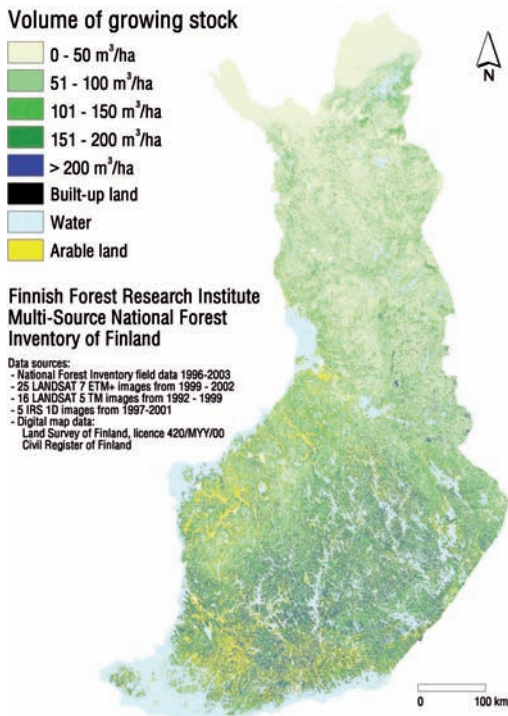 Volume of growing stock
0 - 50 m³/ha
51 - 100 m³/ha
101 - 150 m³/ha
151 - 200 m³/ha
> 200 m³/ha
Built-up land
Water
Arable land
N
Finnish Forest Research Institute
Multi-Source National Forest
Inventory of Finland
Data sources:
- National Forest Inventory field data 1996-2003
- 25 LANDSAT 7 ETM+ images from 1999 - 2002
- 16 LANDSAT 5 TM images from 1992 - 1999
- 5 IRS 1D images from 1997-2001
- Digital map data:
Land Survey of Finland, licence 420/MYY/00
Civil Register of Finland
0 100 km